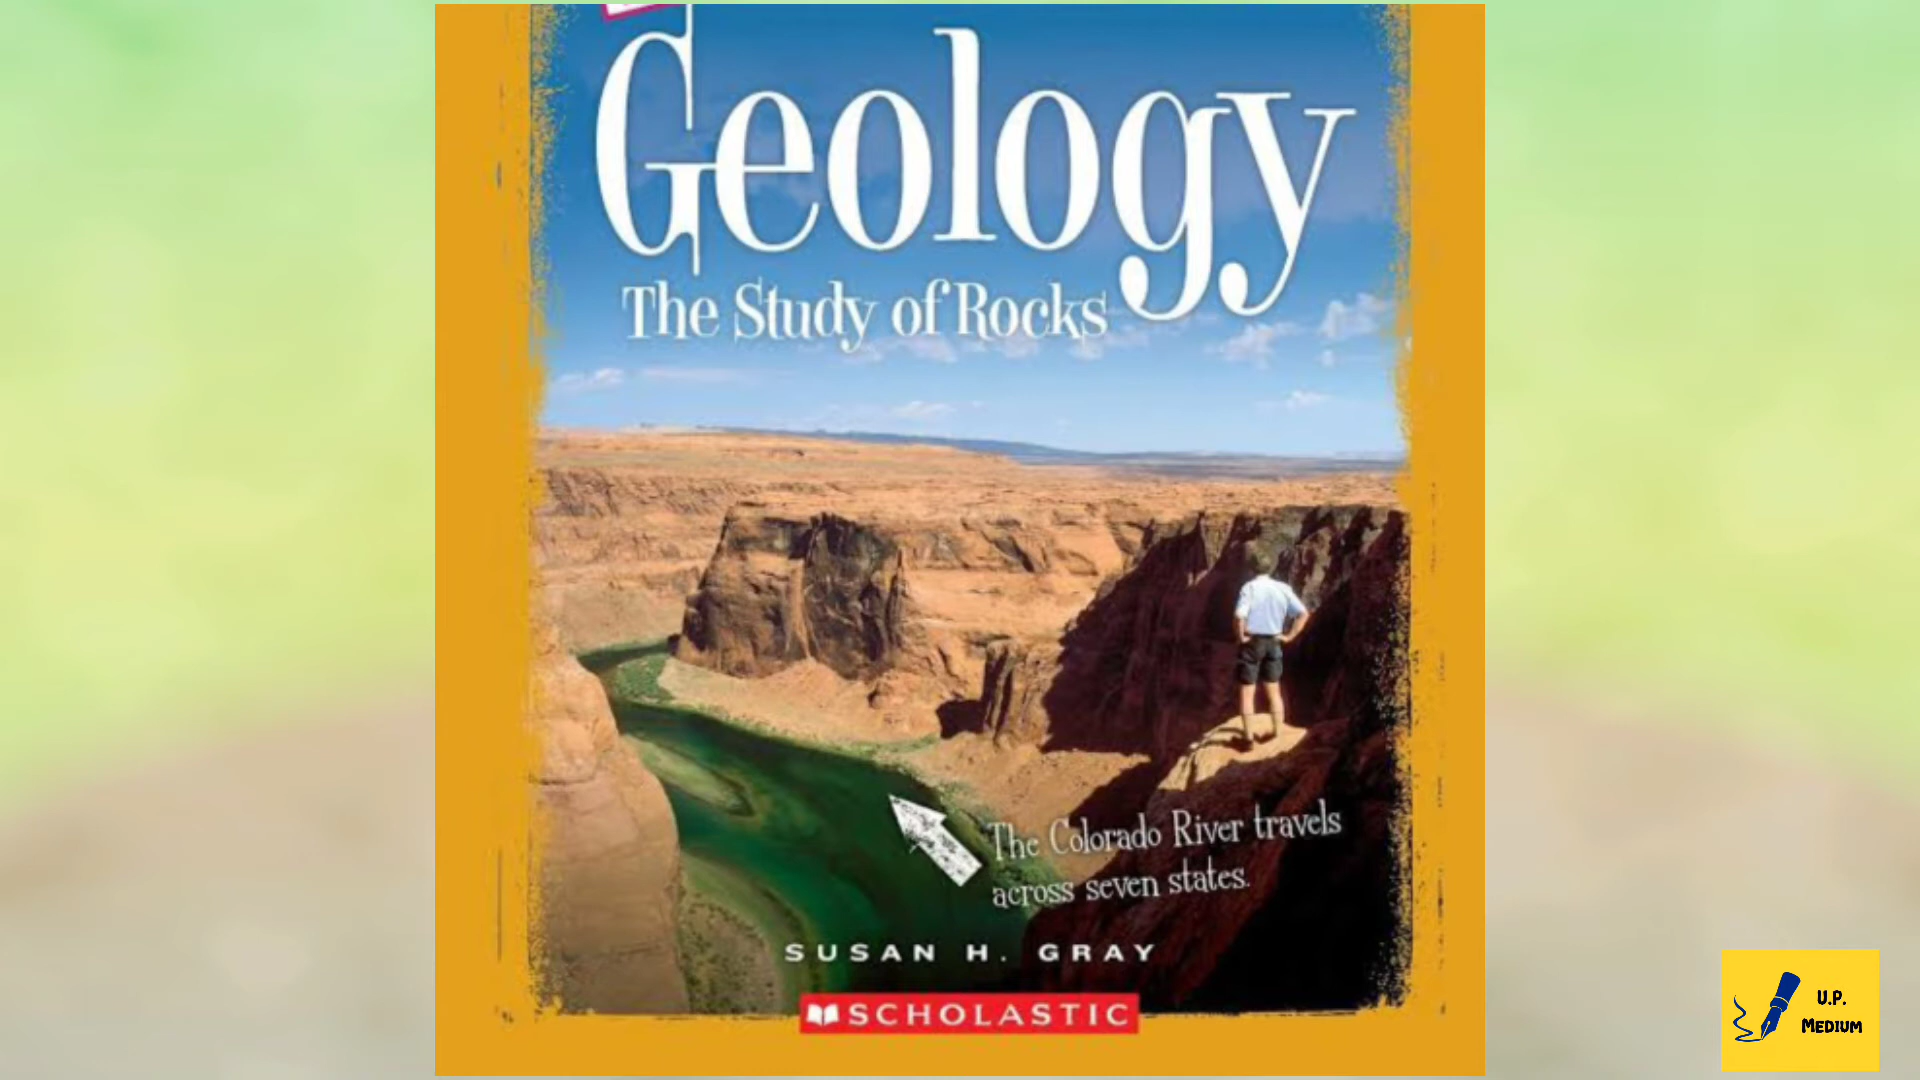 Geology
The Study of Rocks
The Colorado River travels
across seven states.
SUSAN H. GRAY
SCHOLASTIC
U.P.
MEDIUM